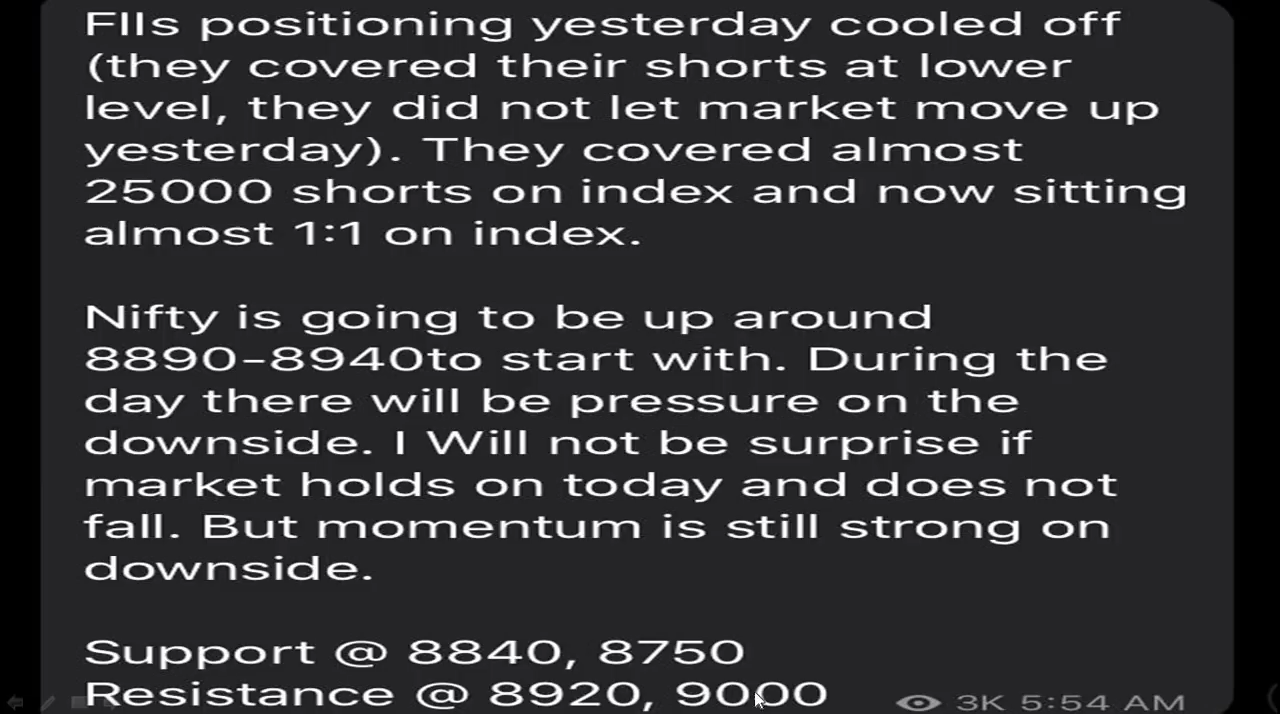 FIIs positioning yesterday cooled off
(they covered their shorts at lower
level, they did not let market move up
yesterday). They covered almost
25000 shorts on index and now sitting
almost 1:1 on index.
Nifty is going to be up around
8890-8940to start with. During the
day there will be pressure on the
downside. I Will not be surprise if
market holds on today and does not
fall. But momentum is still strong on
downside.
Support @ 8840, 8750
Resistance @ 8920, 9000
3K 5:54 AM